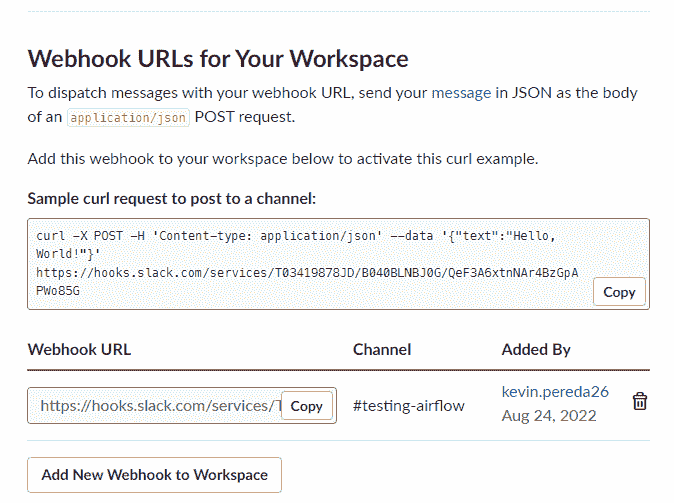 Webhook URLs for Your Workspace
To dispatch messages with your webhook URL, send your message in JSON as the body
of an application/json POST request.
Add this webhook to your workspace below to activate this curl example.
Sample curl request to post to a channel:
curl -X POST -H 'Content-type: application/json' --data '{"text":"Hello,
World!"}'
https://hooks.slack.com/services/T03419878JD/B040BLNBJ0G/QeF3A6xtnNAr4BzGpA
PWo85G
Copy
Webhook URL Channel Added By
https://hooks.slack.com/services/T Copy #testing-airflow kevin.pereda26
Aug 24, 2022
Add New Webhook to Workspace